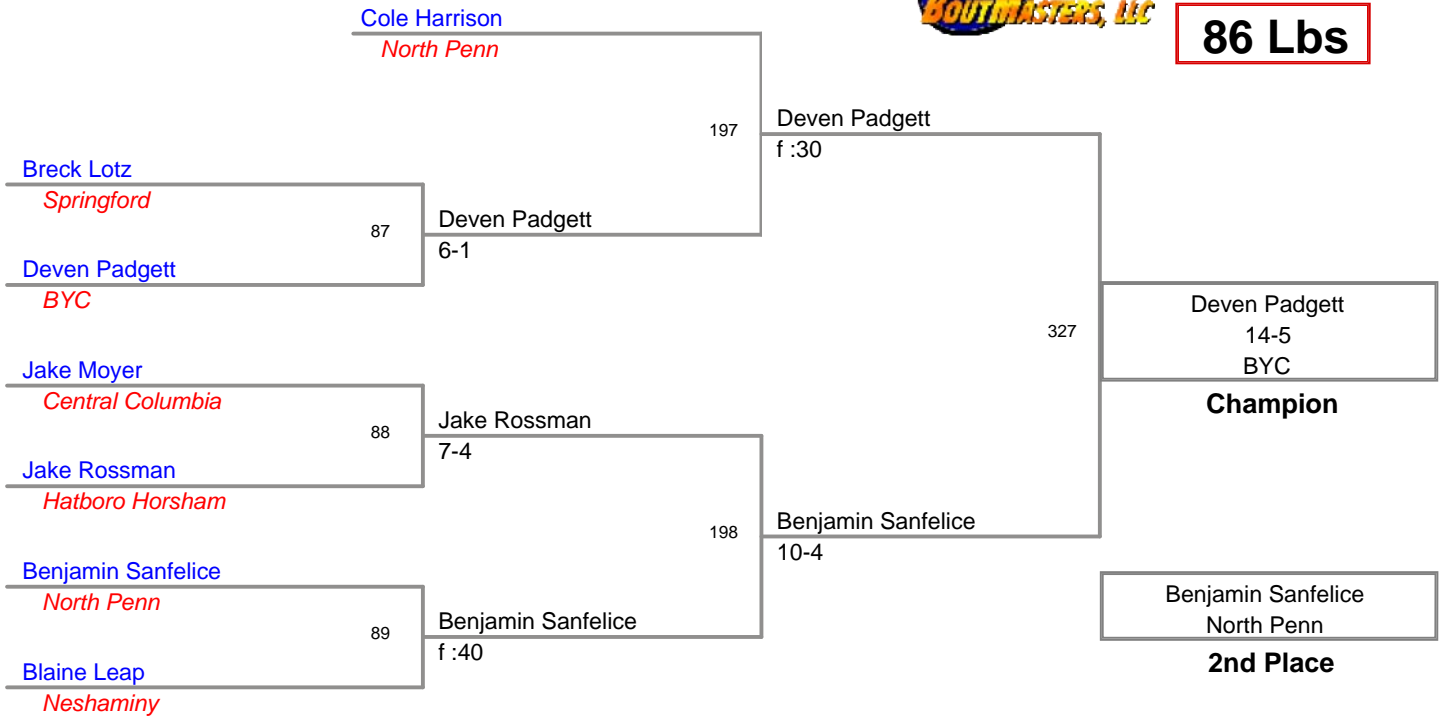 Cole Harrison
North Penn
BOUTMASTERS, LLC
86 Lbs
197
Deven Padgett
f :30
Breck Lotz
Springford
87
Deven Padgett
6-1
Deven Padgett
BYC
327
Deven Padgett
14-5
BYC
Champion
Jake Moyer
Central Columbia
88
Jake Rossman
7-4
Jake Rossman
Hatboro Horsham
198
Benjamin Sanfelice
10-4
Benjamin Sanfelice
North Penn
89
Benjamin Sanfelice
f :40
Blaine Leap
Neshaminy
Benjamin Sanfelice
North Penn
2nd Place